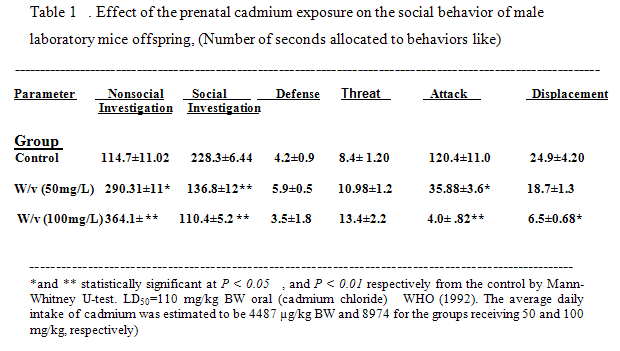 Table 1 . Effect of the prenatal cadmium exposure on the social behavior of male
laboratory mice offspring, (Number of seconds allocated to behaviors like)
Parameter Nonsocial Investigation Social Investigation Defense Threat Attack Displacement
Group
Control 114.7±11.02 228.3±6.44 4.2±0.9 8.4± 1.20 120.4±11.0 24.9±4.20
W/v (50mg/L) 290.31±11* 136.8±12** 5.9±0.5 10.98±1.2 35.88±3.6* 18.7±1.3
W/v (100mg/L) 364.1± ** 110.4±5.2 ** 3.5±1.8 13.4±2.2 4.0± .82** 6.5±0.68*
*and ** statistically significant at P < 0.05 , and P < 0.01 respectively from the control by Mann-
Whitney U-test. LD50=110 mg/kg BW oral (cadmium chloride) WHO (1992). The average daily
intake of cadmium was estimated to be 4487 µg/kg BW and 8974 for the groups receiving 50 and 100
mg/kg, respectively)